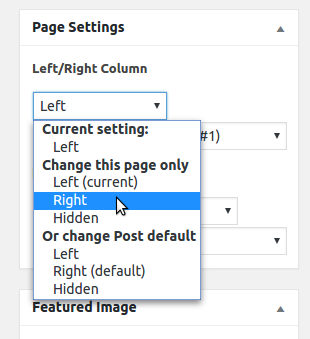 Page Settings
Left/Right Column
Left
#1)
Current setting:
Left
Change this page only
Left (current)
Right
Hidden
Or change Post default
Left
Right (default)
Hidden
Featured Image